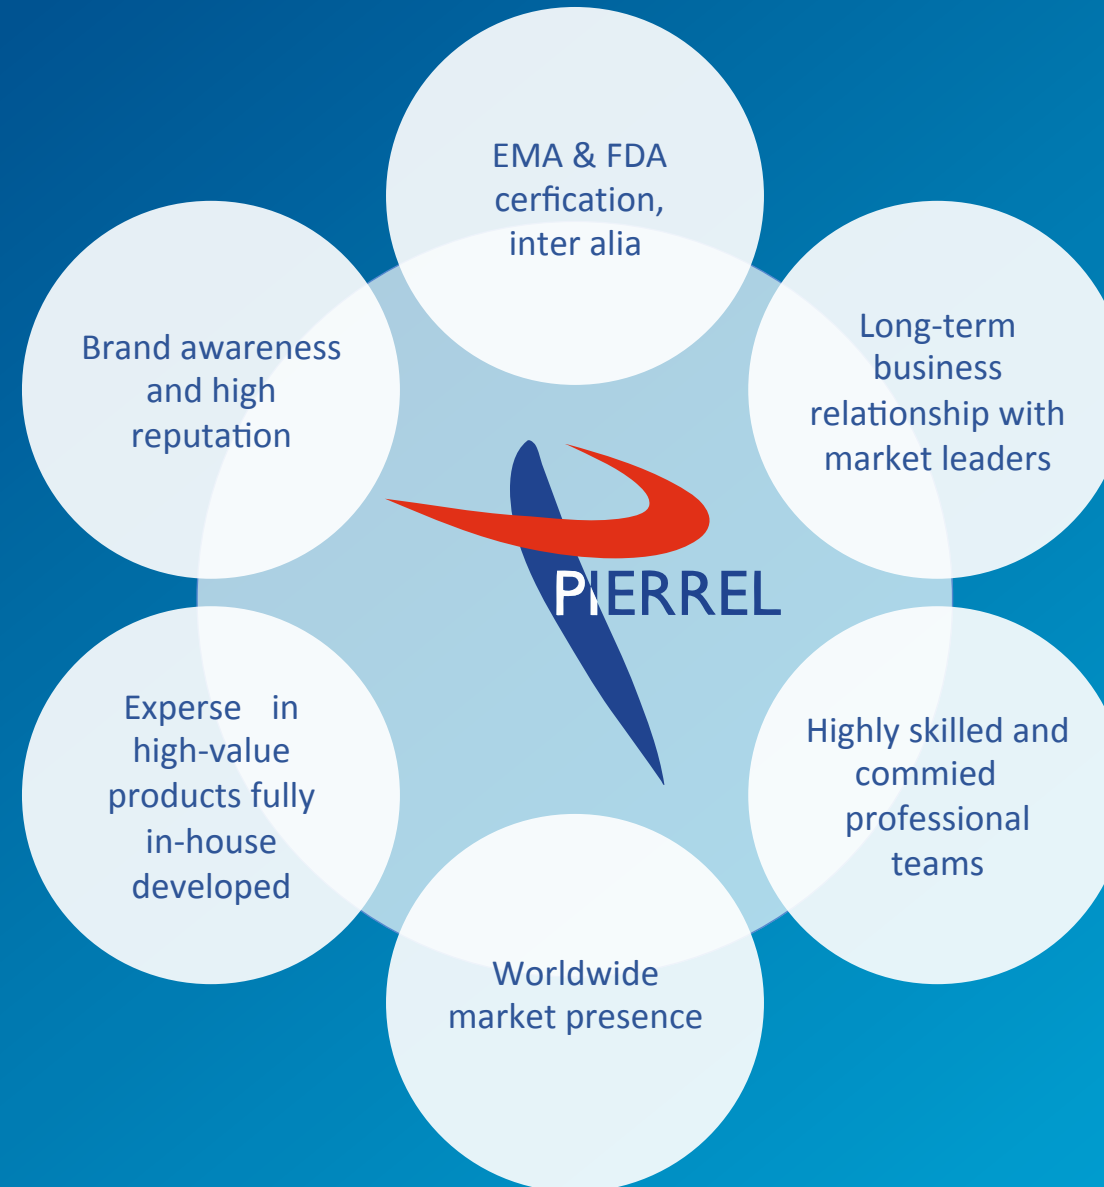 EMA & FDA
cerfication,
inter alia
Long-term
business
relationship with
market leaders
Highly skilled and
commied
professional
teams
Worldwide
market presence
Experse in
high-value
products fully
in-house
developed
Brand awareness
and high
reputation
PIERREL